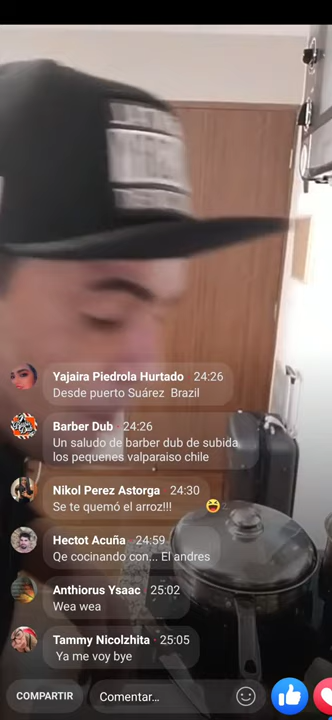 Yajaira Piedrola Hurtado 24:26
Desde puerto Suárez Brazil
Barber Dub 24:26
Un saludo de barber dub de subida
los pequenes valparaiso chile
Nikol Perez Astorga 24:30
Se te quemó el arroz!!!
2
Hectot Acuña 24:59
Qe cocinando con... El andres
Anthiorus Ysaac 25:02
Wea wea
Tammy Nicolzhita 25:05
Ya me voy bye
COMPARTIR
Comentar...